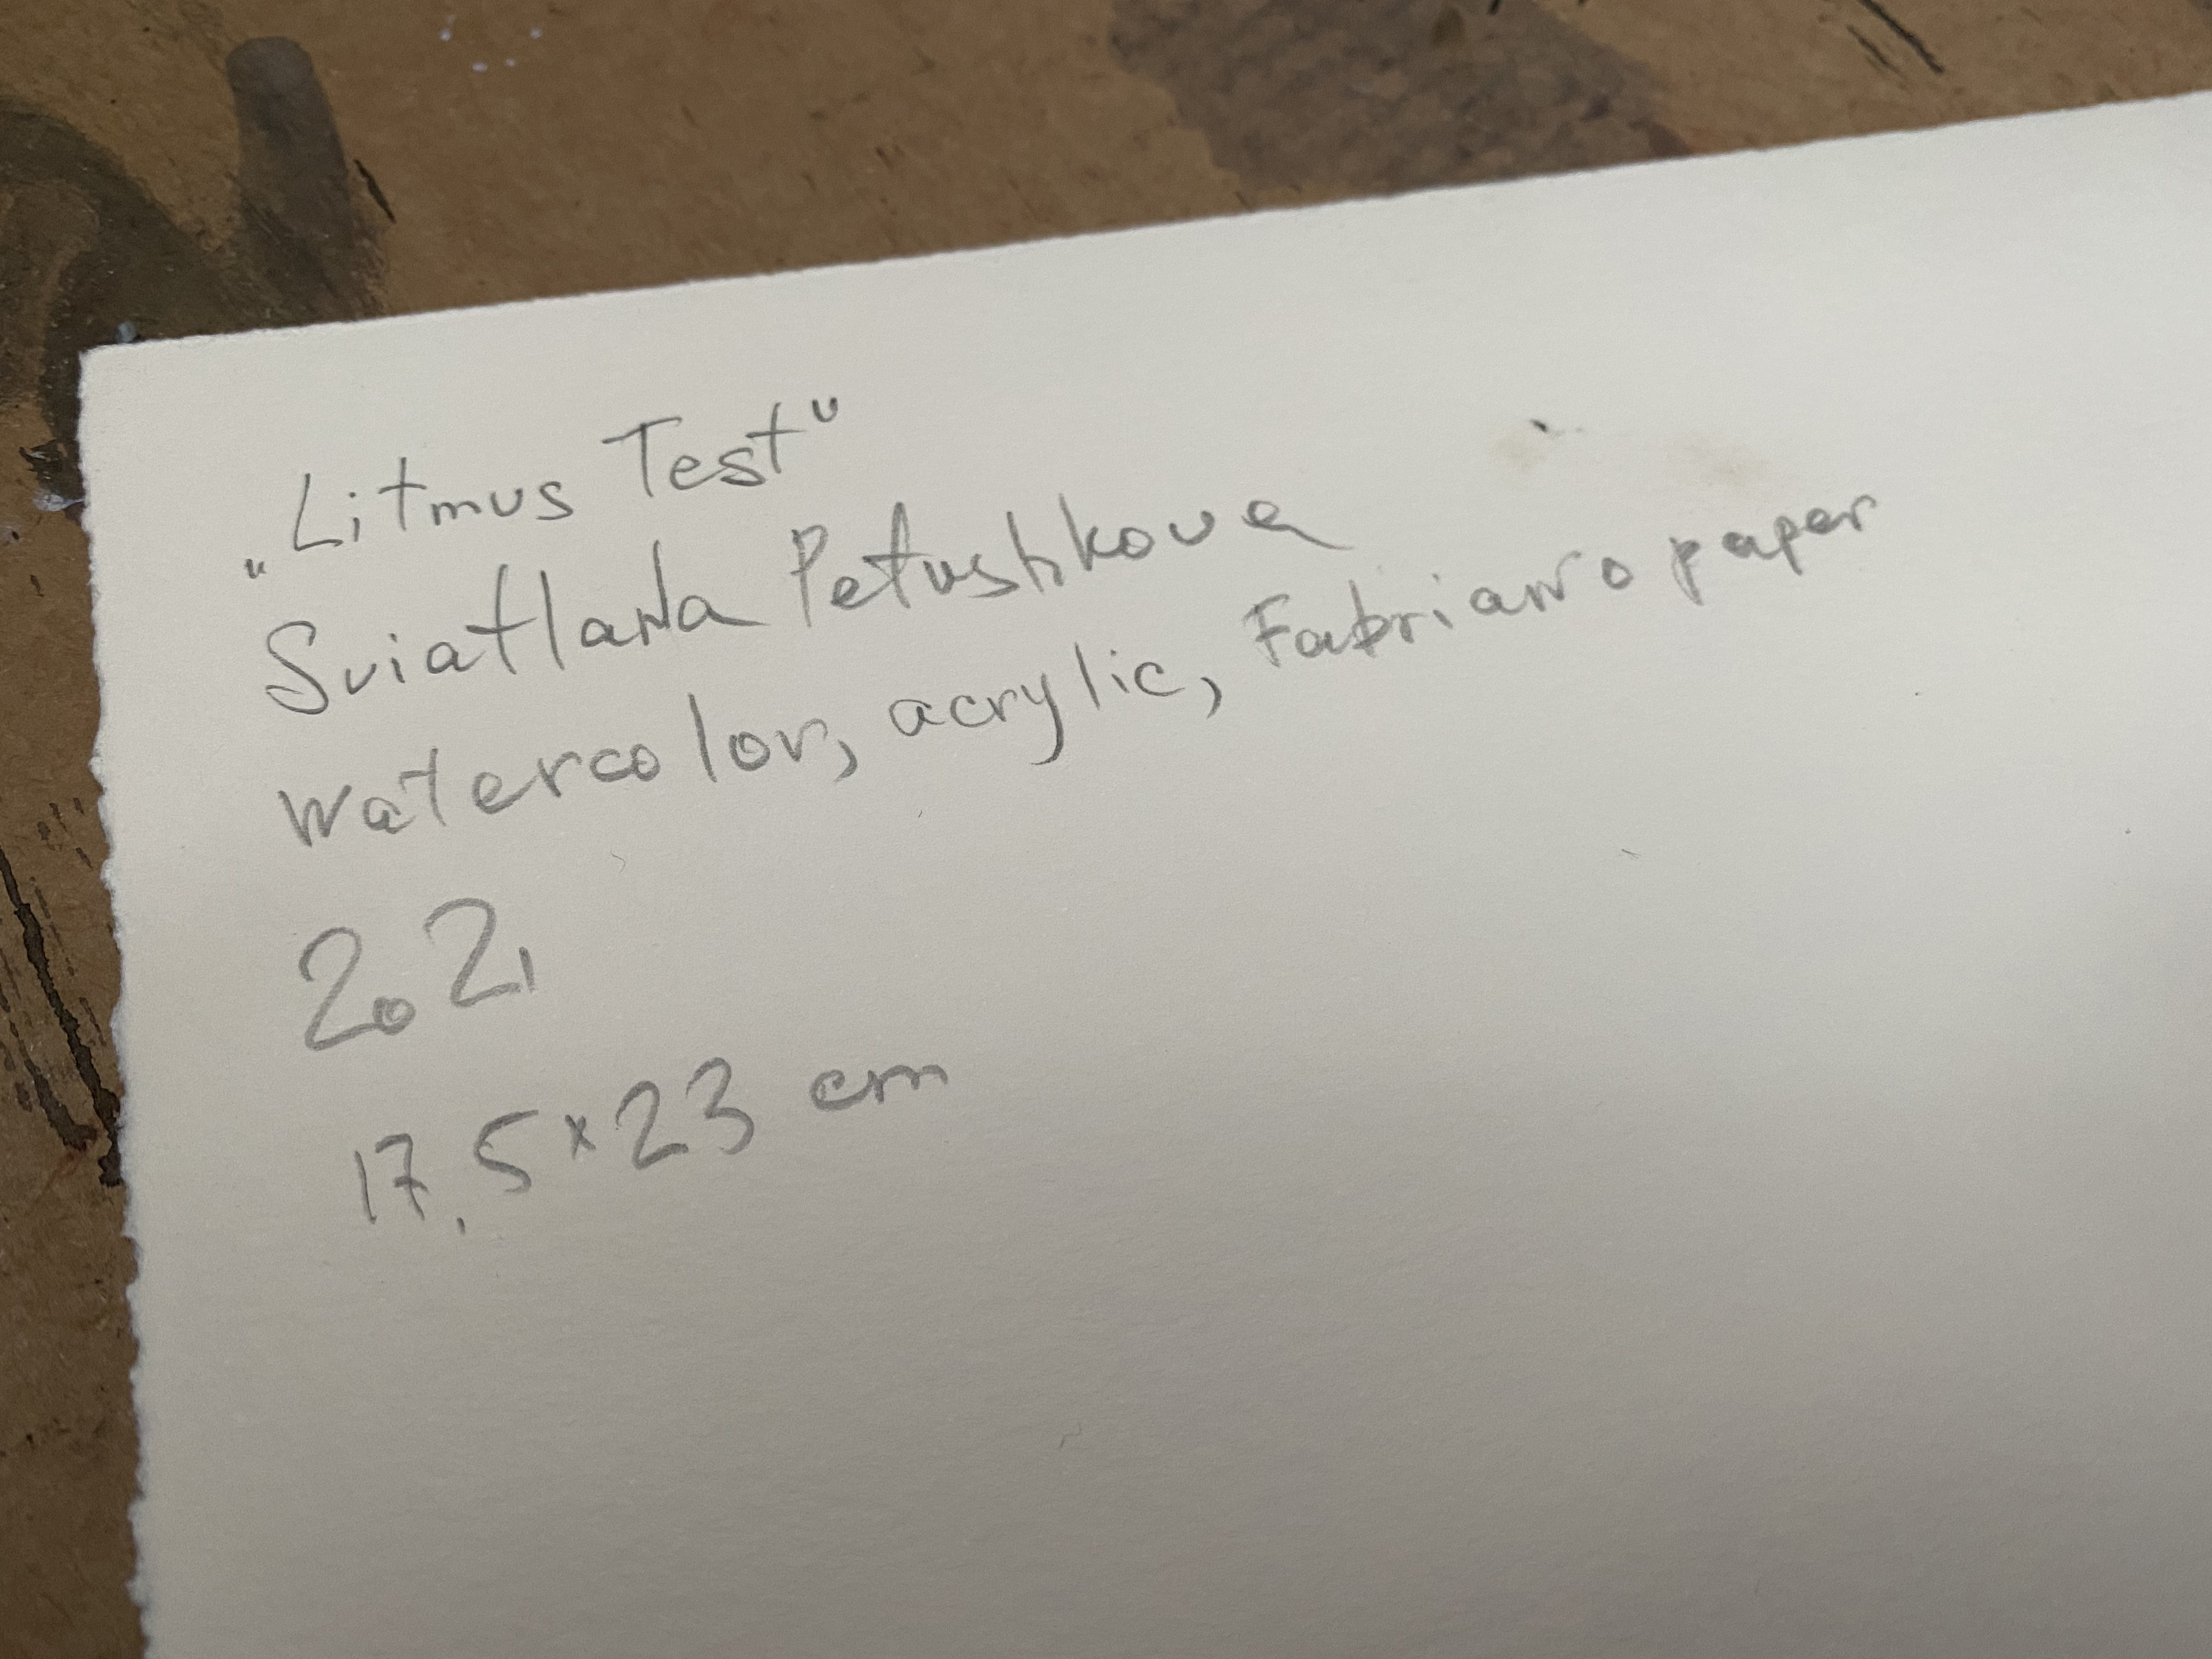 „Litmus Test"
Sviatlana Petushkova
watercolor, acrylic, Fabriano paper
2021
17,5×23 cm